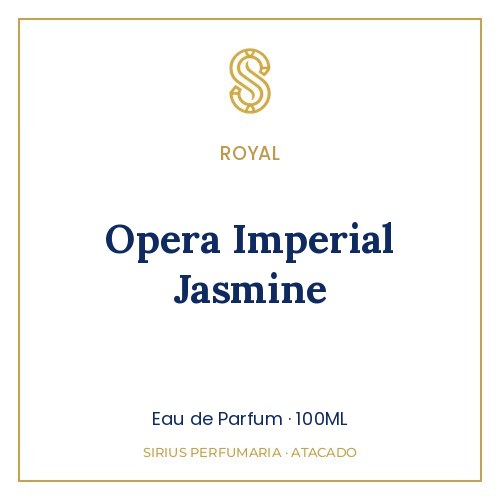 ROYAL
Opera Imperial
Jasmine
Eau de Parfum · 100ML
SIRIUS PERFUMARIA · ATACADO